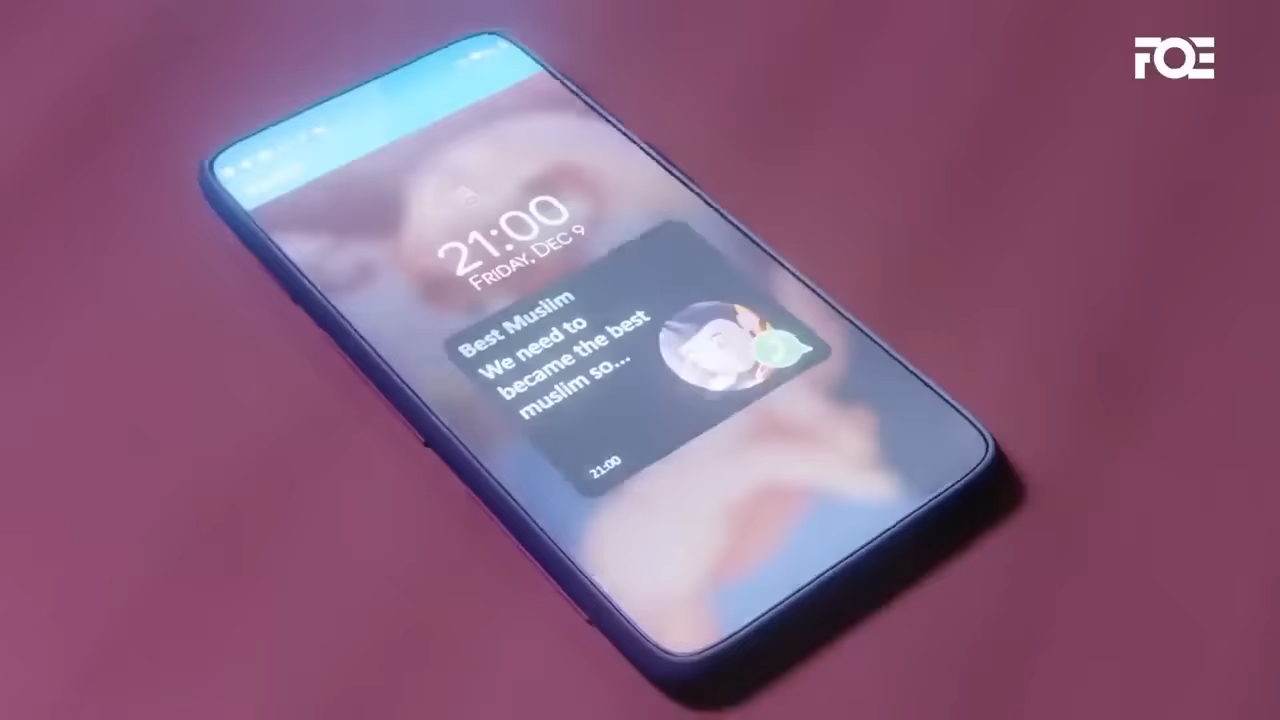 FOE
21:00
FRIDAY, DEC 9
Best Muslim
We need to
became the best
muslim so...
21:00